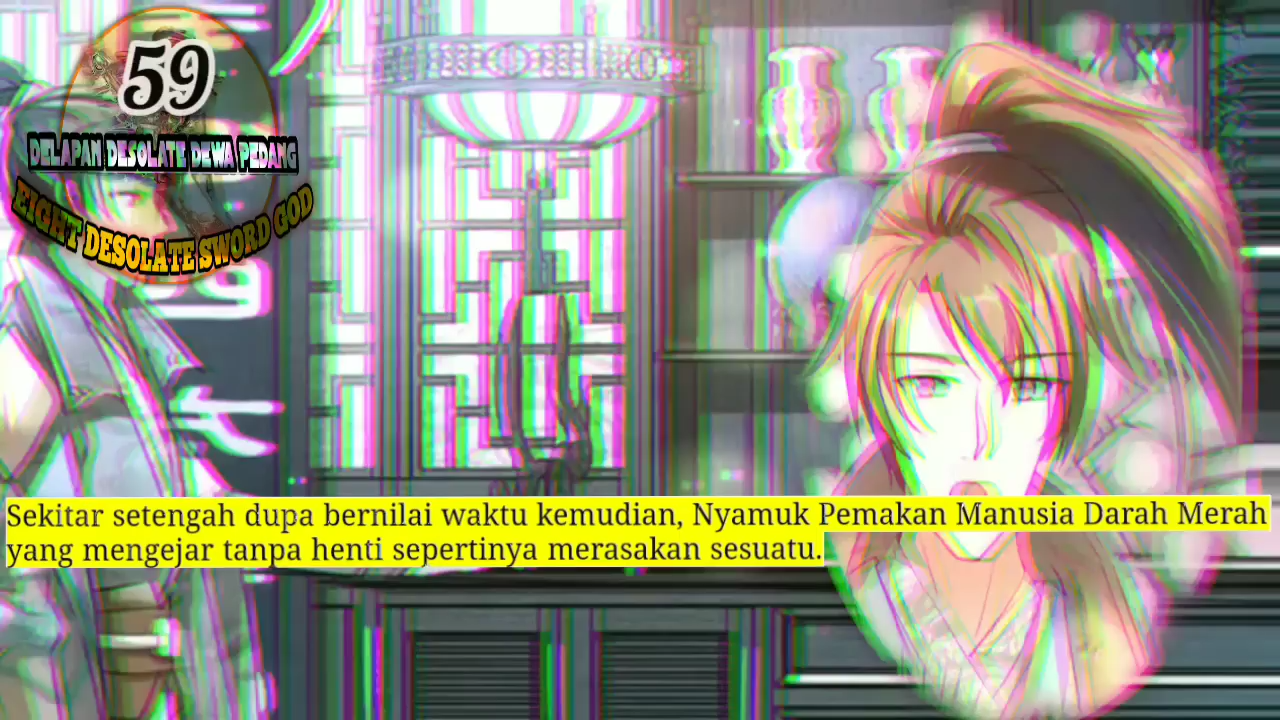 59
DELAPAN DESOLATE DEWA PEDANG
EIGHT DESOLATE SWORD GOD
Sekitar setengah dupa bernilai waktu kemudian, Nyamuk Pemakan Manusia Darah Merah
yang mengejar tanpa henti sepertinya merasakan sesuatu.